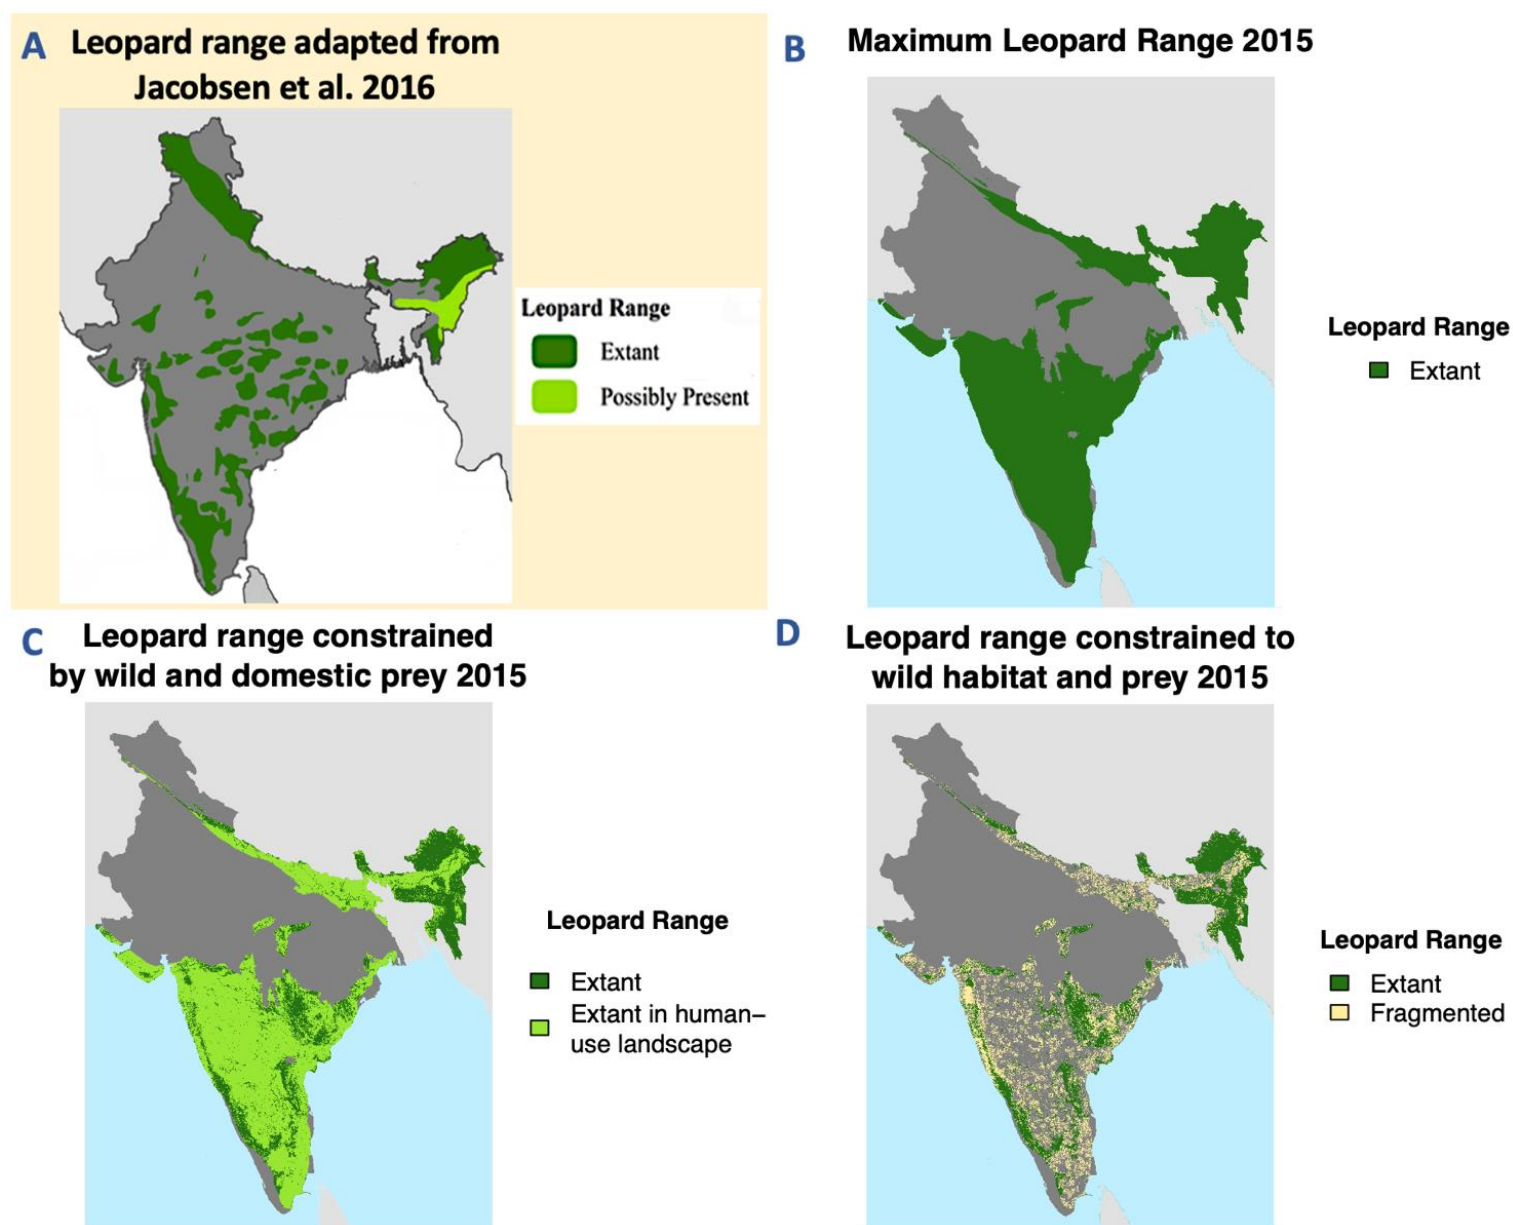 A
Leopard range adapted from
Jacobsen et al. 2016
Leopard Range
Extant
Possibly Present
B
Maximum Leopard Range 2015
Leopard Range
Extant
C
Leopard range constrained
by wild and domestic prey 2015
Leopard Range
Extant
Extant in human–
use landscape
D
Leopard range constrained to
wild habitat and prey 2015
Leopard Range
Extant
Fragmented